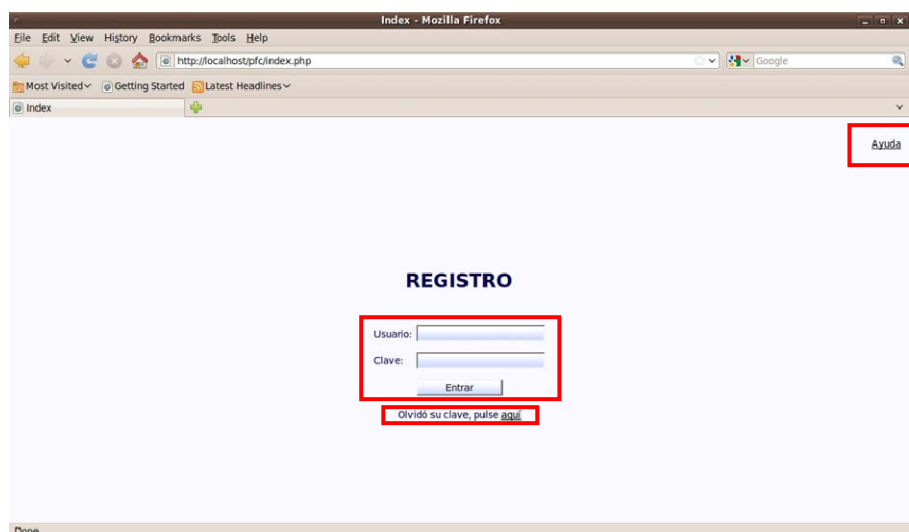 Index - Mozilla Firefox
File Edit View History Bookmarks Tools Help
http://localhost/pfc/index.php
Google
Most Visited Getting Started Latest Headlines
Index
Ayuda
REGISTRO
Usuario:
Clave:
Entrar
Olvidó su clave, pulse aquí
Done